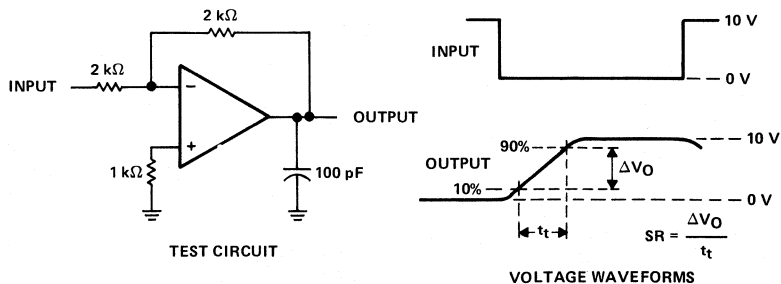 2 kΩ
2 kΩ
INPUT
−
+
OUTPUT
1 kΩ
100 pF
TEST CIRCUIT
INPUT
10 V
0 V
OUTPUT
90%
10%
ΔVO
10 V
0 V
tt
SR = ΔVO / tt
VOLTAGE WAVEFORMS